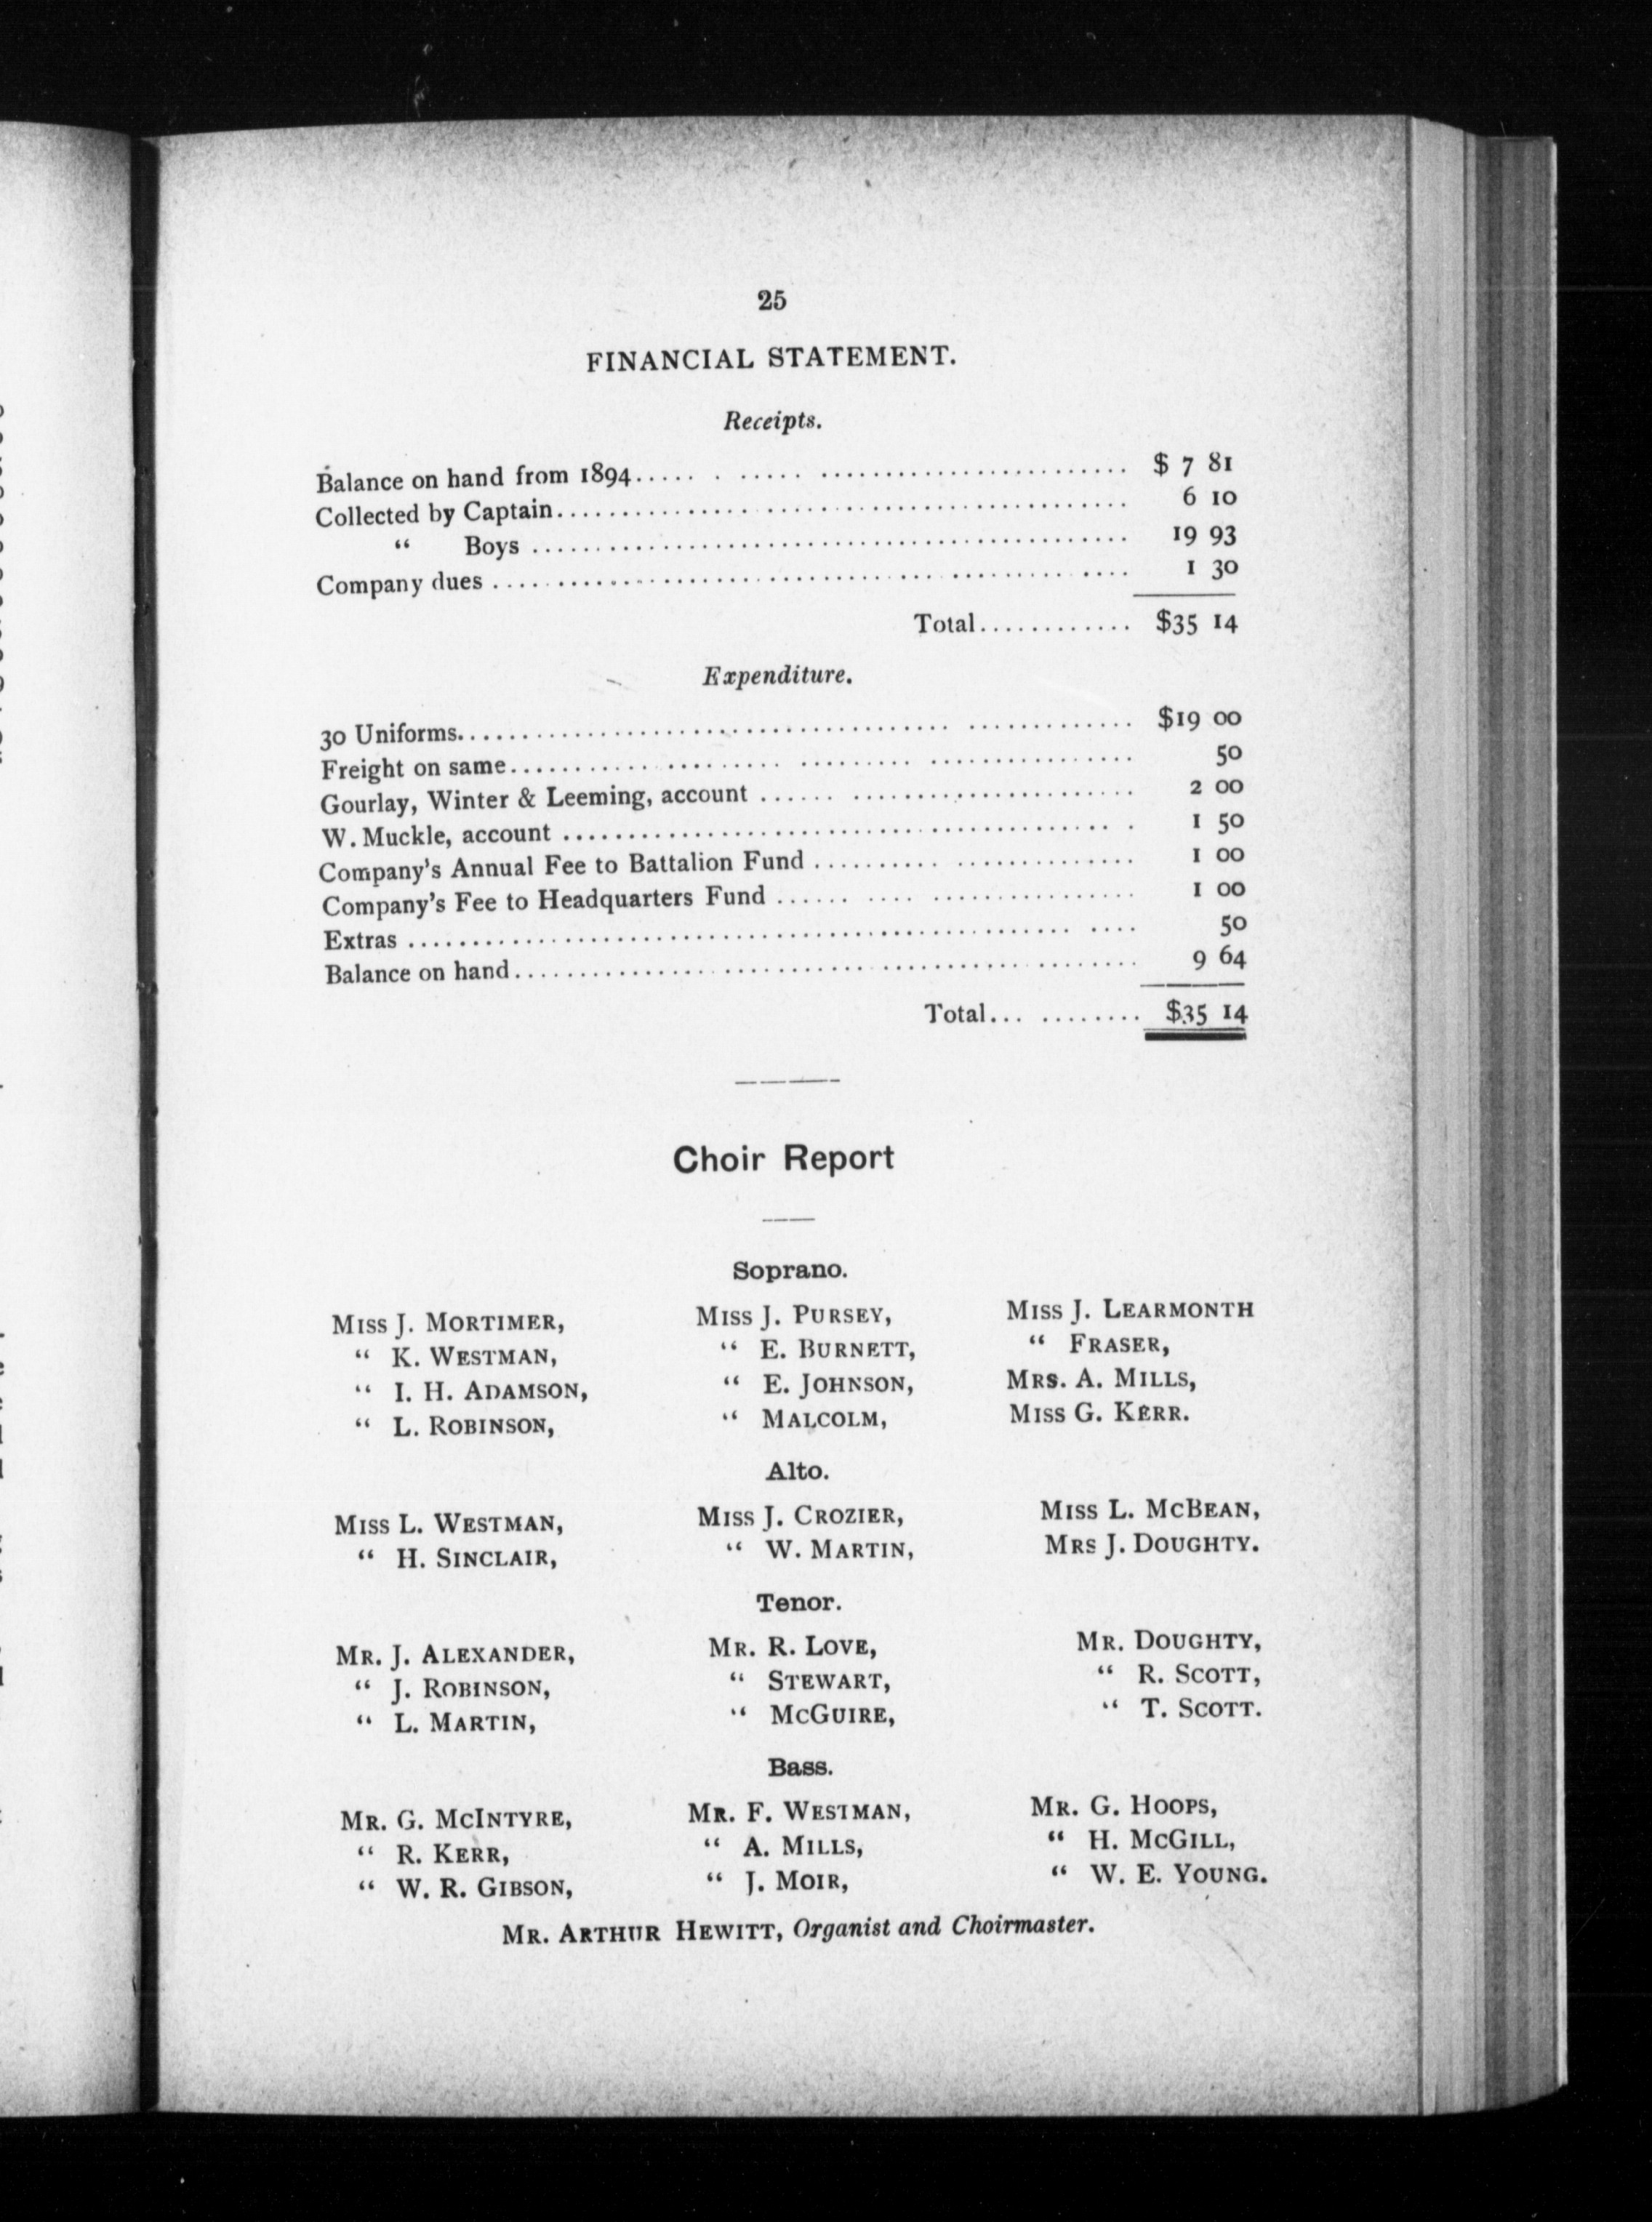 25
FINANCIAL STATEMENT.
Receipts.
Balance on hand from 1894..... . ..... ........................ $ 7 81
Collected by Captain............................................ 6 10
" Boys ............................................... 19 93
Company dues .................................................. 1 30
Total............ $35 14
Expenditure.
30 Uniforms....................................... ............. $19 00
Freight on same........... ......... ......... ................ 50
Gourlay, Winter & Leeming, account ...... ...................... 2 00
W. Muckle, account ........................................... . 1 50
Company's Annual Fee to Battalion Fund .......... .............. 1 00
Company's Fee to Headquarters Fund ...... .... ................ 1 00
Extras .................................................... .... 50
Balance on hand................................................. 9 64
Total... ........ $35 14
Choir Report
Soprano.
MISS J. MORTIMER, MISS J. PURSEY, MISS J. LEARMONTH
" K. WESTMAN, " E. BURNETT, " FRASER,
" I. H. ADAMSON, " E. JOHNSON, MRS. A. MILLS,
" L. ROBINSON, " MALCOLM, MISS G. KERR.
Alto.
MISS L. WESTMAN, MISS J. CROZIER, MISS L. MCBEAN,
" H. SINCLAIR, " W. MARTIN, MRS J. DOUGHTY.
Tenor.
MR. J. ALEXANDER, MR. R. LOVE, MR. DOUGHTY,
" J. ROBINSON, " STEWART, " R. SCOTT,
" L. MARTIN, " MCGUIRE, " T. SCOTT.
Bass.
MR. G. MCINTYRE, MR. F. WESTMAN, MR. G. HOOPS,
" R. KERR, " A. MILLS, " H. MCGILL,
" W. R. GIBSON, " J. MOIR, " W. E. YOUNG.
MR. ARTHUR HEWITT, Organist and Choirmaster.